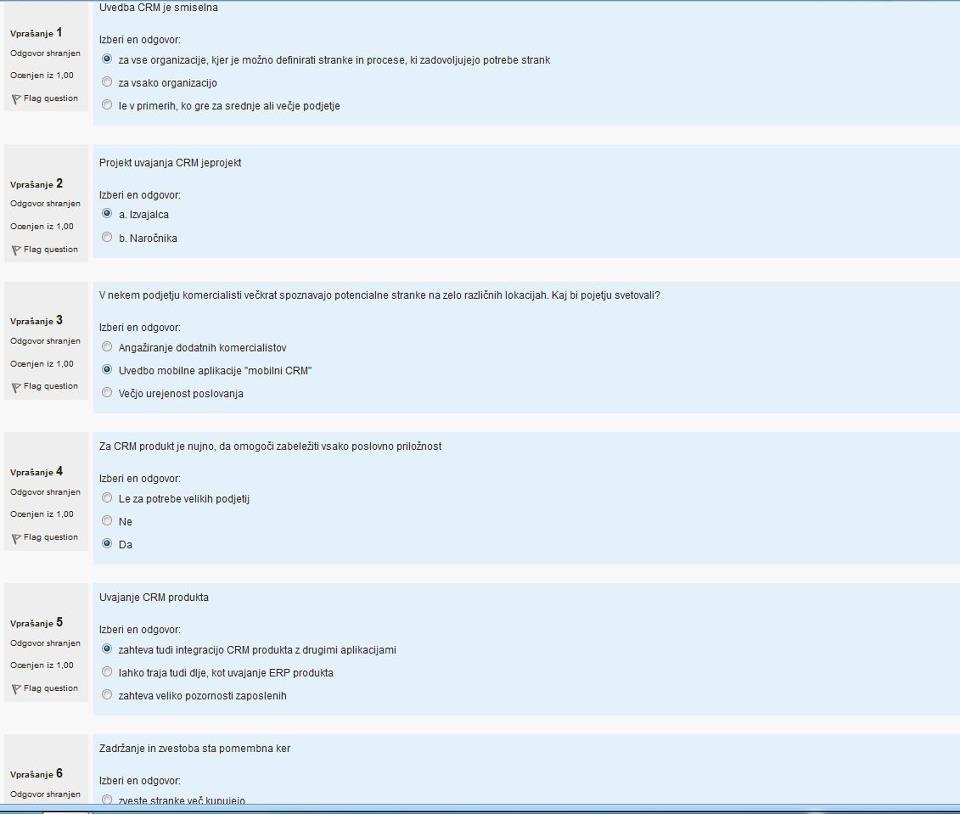 Uvedba CRM je smiselna
Vprašanje 1
Odgovor shranjen
Ocenjen iz 1,00
Flag question
Izberi en odgovor:
za vse organizacije, kjer je možno definirati stranke in procese, ki zadovoljujejo potrebe strank
za vsako organizacijo
le v primerih, ko gre za srednje ali večje podjetje
Vprašanje 2
Odgovor shranjen
Ocenjen iz 1,00
Flag question
Projekt uvajanja CRM jeprojekt
Izberi en odgovor:
a. Izvajalca
b. Naročnika
Vprašanje 3
Odgovor shranjen
Ocenjen iz 1,00
Flag question
V nekem podjetju komercialisti večkrat spoznavajo potencialne stranke na zelo različnih lokacijah. Kaj bi pojetju svetovali?
Izberi en odgovor:
Angažiranje dodatnih komercialistov
Uvedbo mobilne aplikacije "mobilni CRM"
Večjo urejenost poslovanja
Vprašanje 4
Odgovor shranjen
Ocenjen iz 1,00
Flag question
Za CRM produkt je nujno, da omogoči zabeležiti vsako poslovno priložnost
Izberi en odgovor:
Le za potrebe velikih podjetij
Ne
Da
Vprašanje 5
Odgovor shranjen
Ocenjen iz 1,00
Flag question
Uvajanje CRM produkta
Izberi en odgovor:
zahteva tudi integracijo CRM produkta z drugimi aplikacijami
lahko traja tudi dlje, kot uvajanje ERP produkta
zahteva veliko pozornosti zaposlenih
Vprašanje 6
Odgovor shranjen
Zadržanje in zvestoba sta pomembna ker
Izberi en odgovor:
zveste stranke več kupujejo